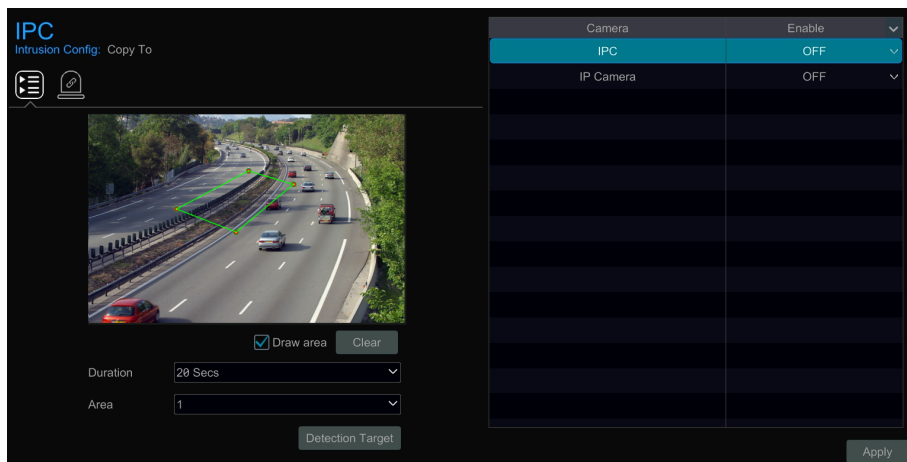 IPC
Intrusion Config: Copy To
Camera Enable
IPC OFF
IP Camera OFF
Draw area Clear
Duration 20 Secs
Area 1
Detection Target
Apply